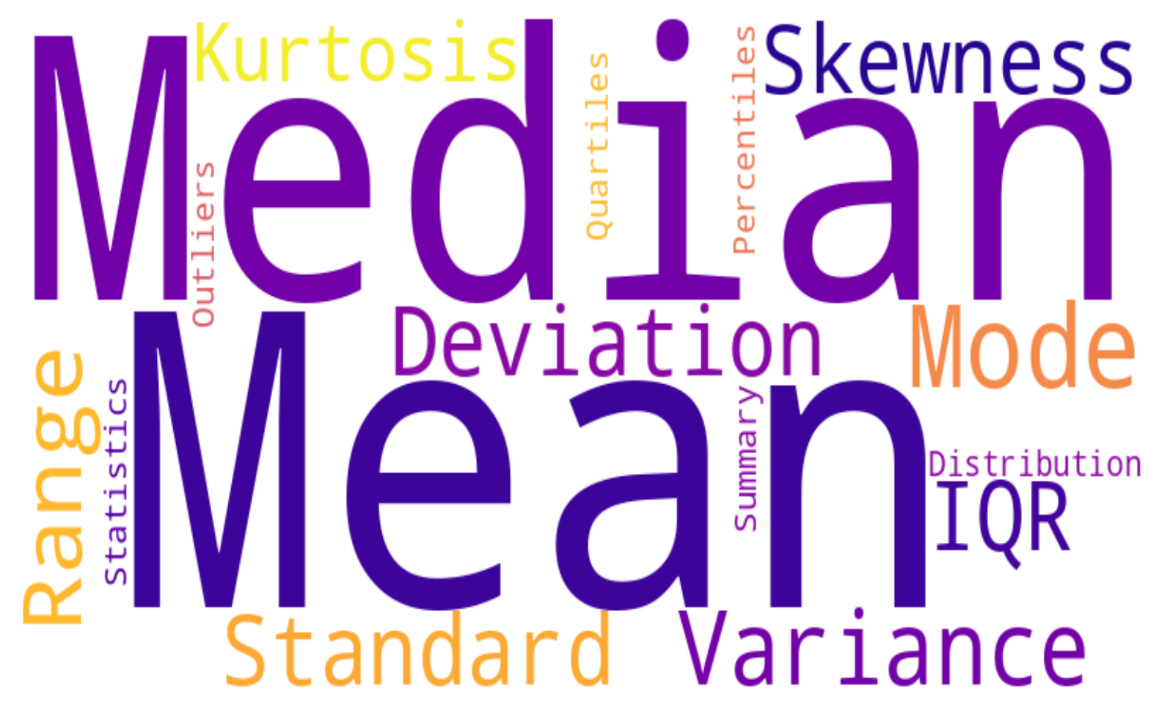 Kurtosis
Skewness
Median
Quartiles
Percentiles
Outliers
Deviation
Mode
Mean
Range
Statistics
Summary
Distribution
IQR
Standard
Variance